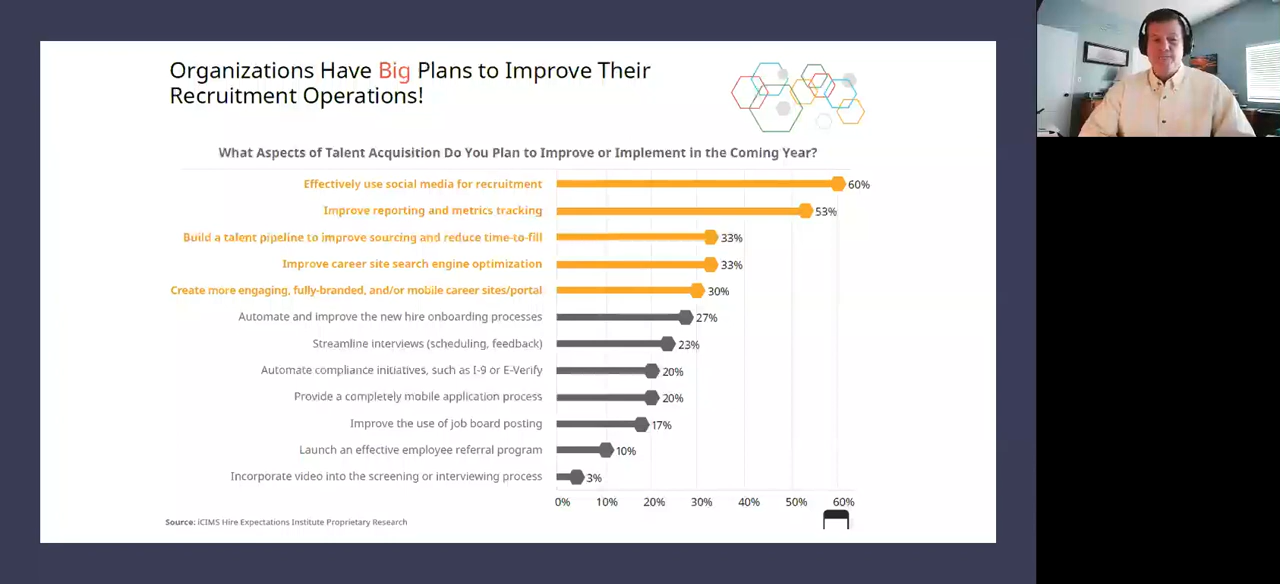 Organizations Have Big Plans to Improve Their
Recruitment Operations!
What Aspects of Talent Acquisition Do You Plan to Improve or Implement in the Coming Year?
Effectively use social media for recruitment 60%
Improve reporting and metrics tracking 53%
Build a talent pipeline to improve sourcing and reduce time-to-fill 33%
Improve career site search engine optimization 33%
Create more engaging, fully-branded, and/or mobile career sites/portal 30%
Automate and improve the new hire onboarding processes 27%
Streamline interviews (scheduling, feedback) 23%
Automate compliance initiatives, such as I-9 or E-Verify 20%
Provide a completely mobile application process 20%
Improve the use of job board posting 17%
Launch an effective employee referral program 10%
Incorporate video into the screening or interviewing process 3%
0% 10% 20% 30% 40% 50% 60%
Source: iCIMS Hire Expectations Institute Proprietary Research